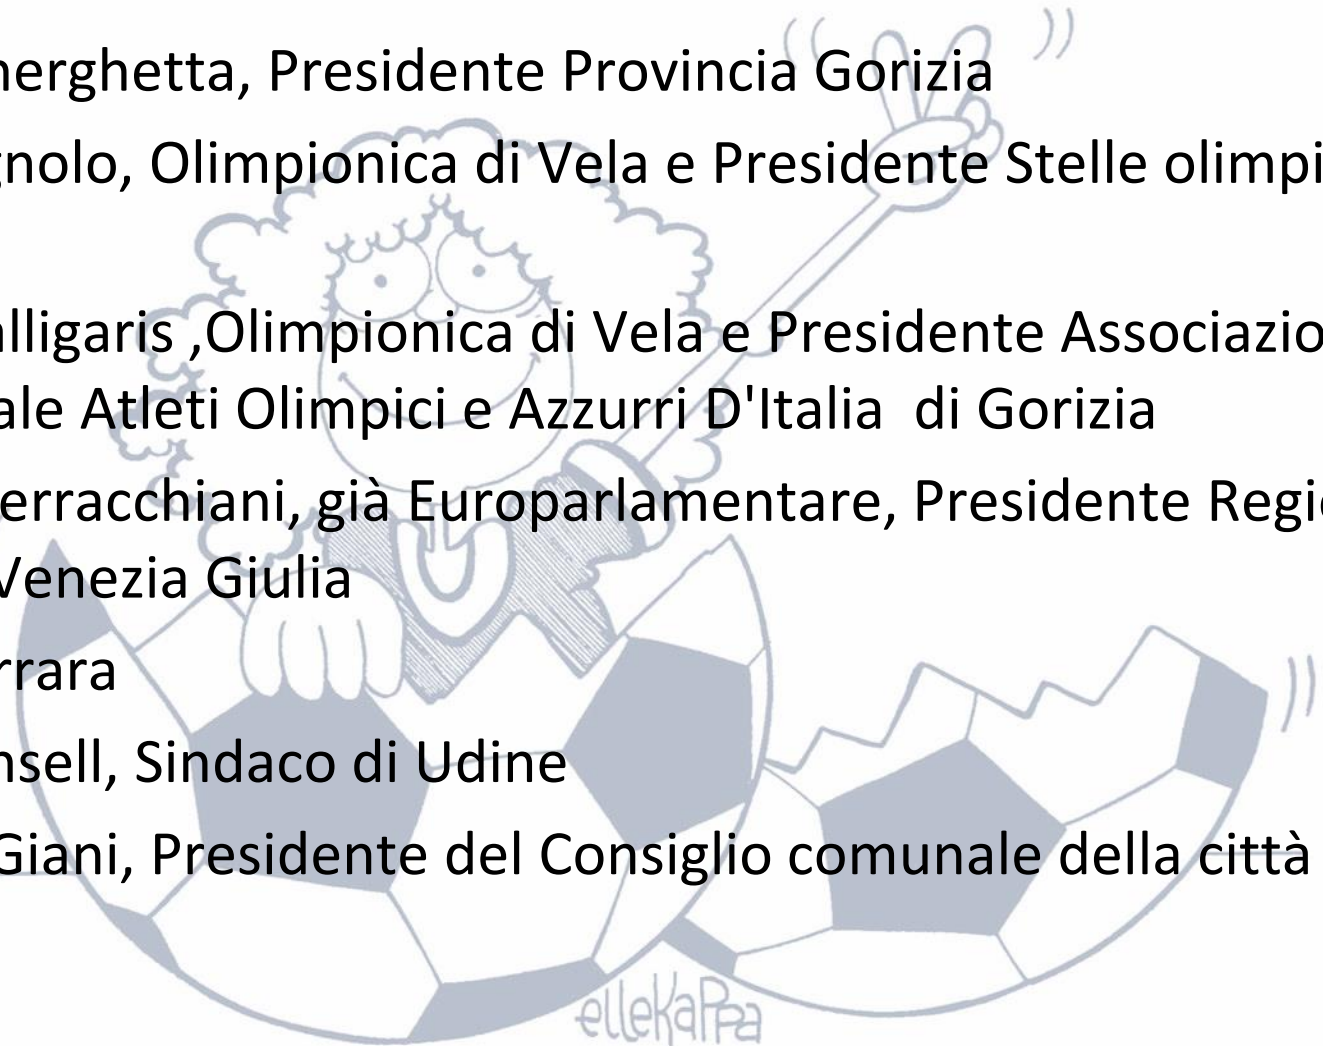 herghetta, Presidente Provincia Gorizia
gnolo, Olimpionica di Vela e Presidente Stelle olimpi
alligaris ,Olimpionica di Vela e Presidente Associazio
ale Atleti Olimpici e Azzurri D'Italia  di Gorizia
erracchiani, già Europarlamentare, Presidente Regio
Venezia Giulia
rrara
nsell, Sindaco di Udine
Giani, Presidente del Consiglio comunale della città
elleKaPPa